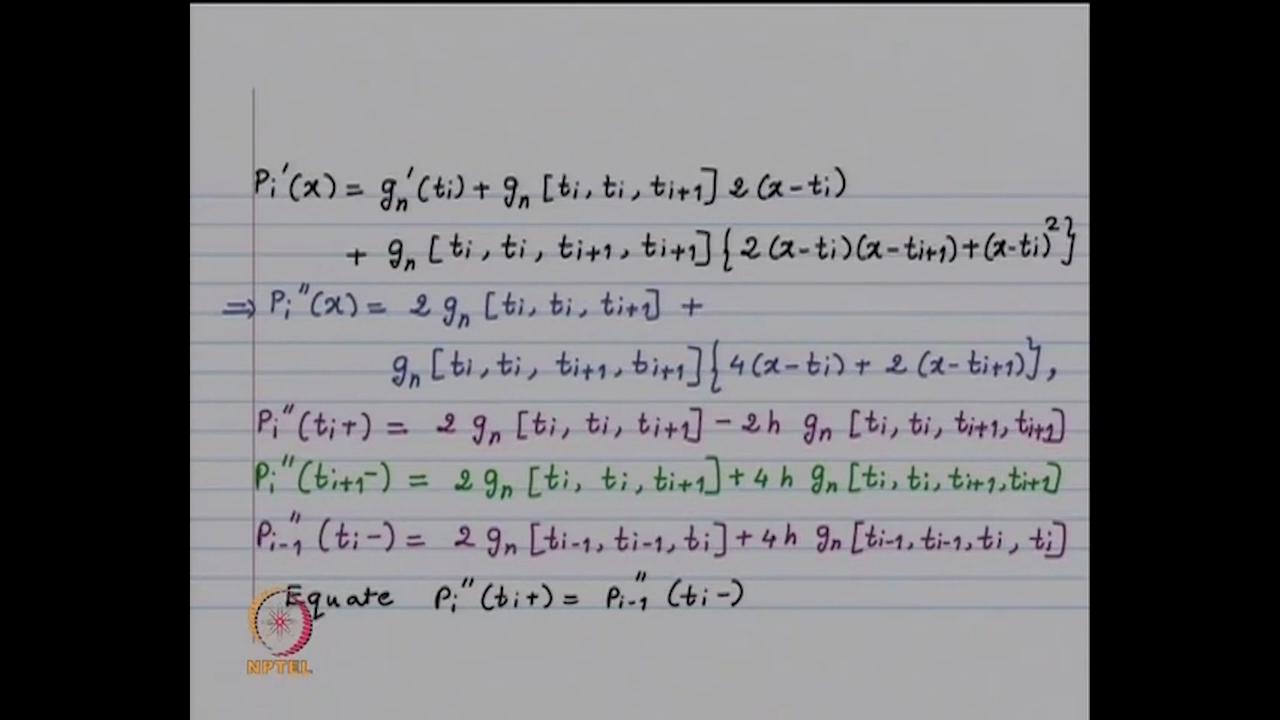 Pi'(x) = gn'(ti) + gn [ti, ti, ti+1] 2 (x-ti)
+ gn [ti, ti, ti+1, ti+1] { 2 (x-ti)(x-ti+1) + (x-ti)² }
⇒ Pi''(x) = 2 gn [ti, ti, ti+1] +
gn [ti, ti, ti+1, ti+1] { 4 (x-ti) + 2 (x-ti+1) },
Pi''(ti+) = 2 gn [ti, ti, ti+1] - 2h gn [ti, ti, ti+1, ti+1]
Pi''(ti+1-) = 2 gn [ti, ti, ti+1] + 4h gn [ti, ti, ti+1, ti+1]
Pi-1''(ti-) = 2 gn [ti-1, ti-1, ti] + 4h gn [ti-1, ti-1, ti, ti]
Equate Pi''(ti+) = Pi-1''(ti-)
NPTEL